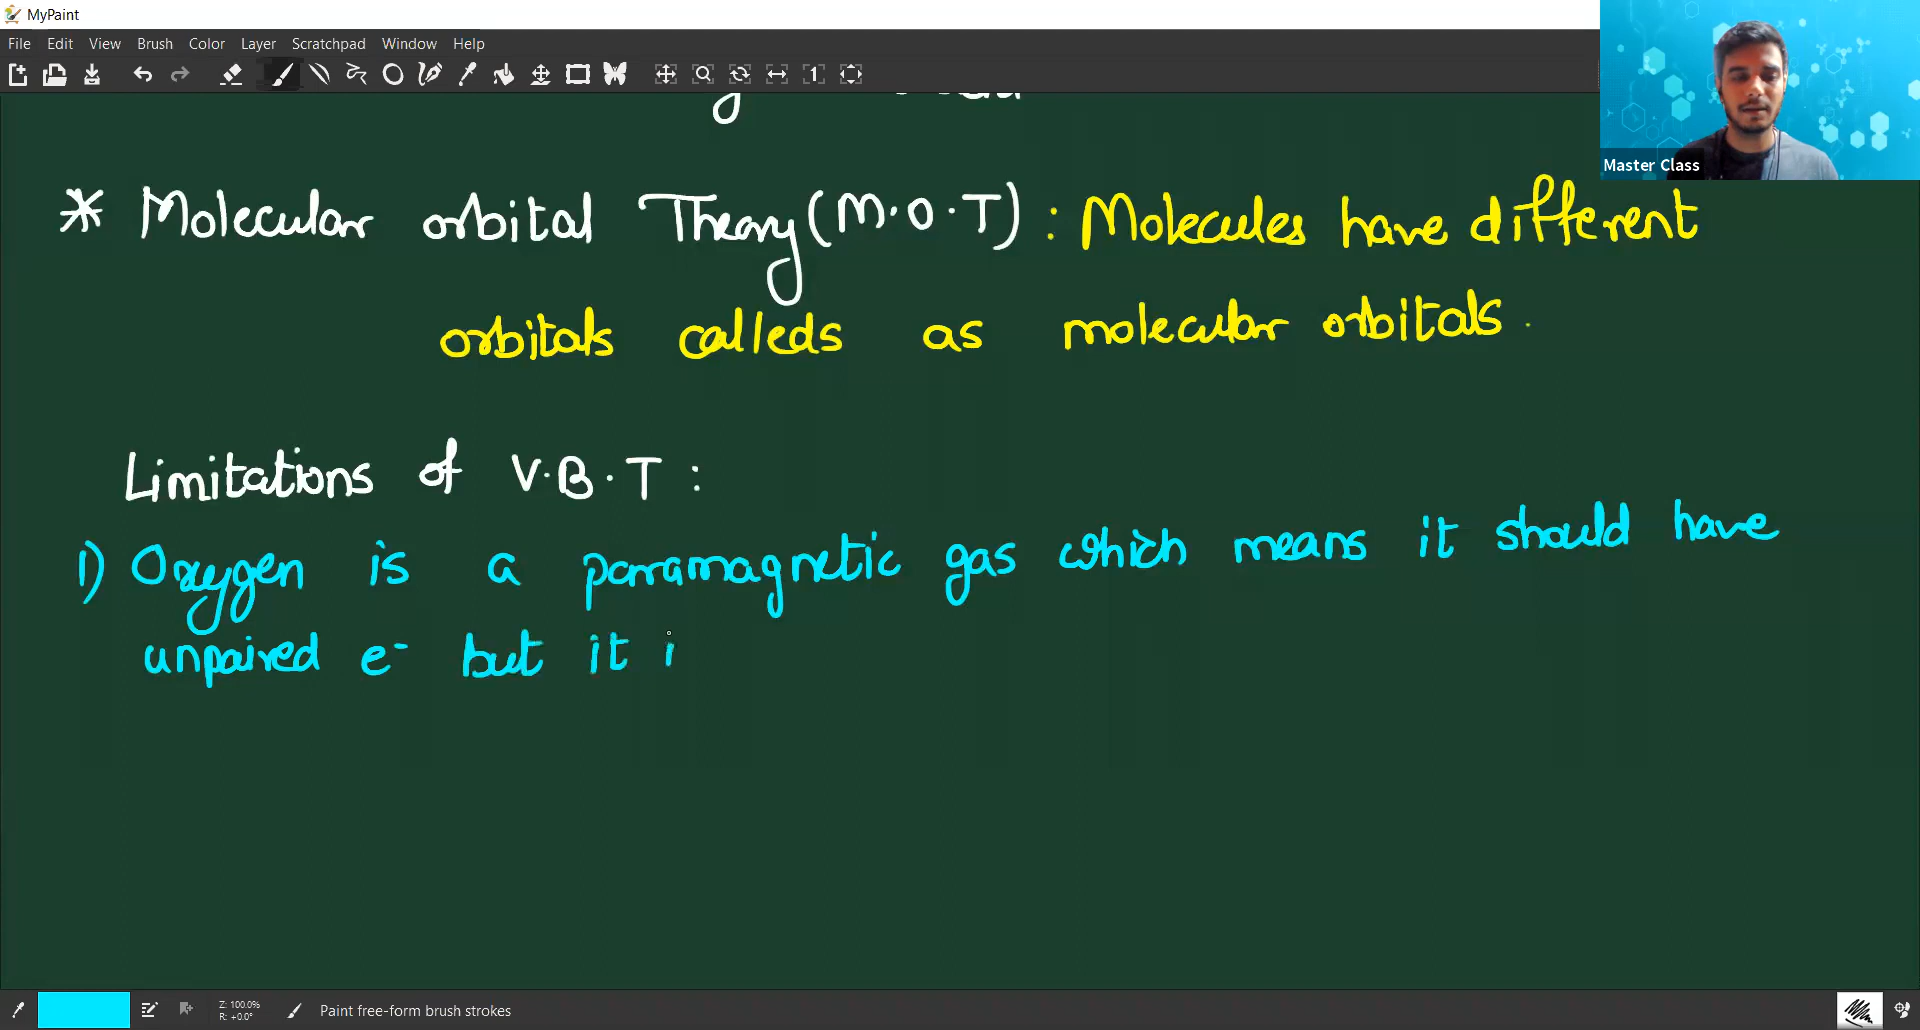 MyPaint
File Edit View Brush Color Layer Scratchpad Window Help
Master Class
* Molecular orbital Theory (M.O.T) : Molecules have different
orbitals calleds as molecular orbitals.
Limitations of V.B.T :
1) Oxygen is a paramagnetic gas which means it should have
unpaired e⁻ but it i
Z: 100.0%
R: +0.0°
Paint free-form brush strokes